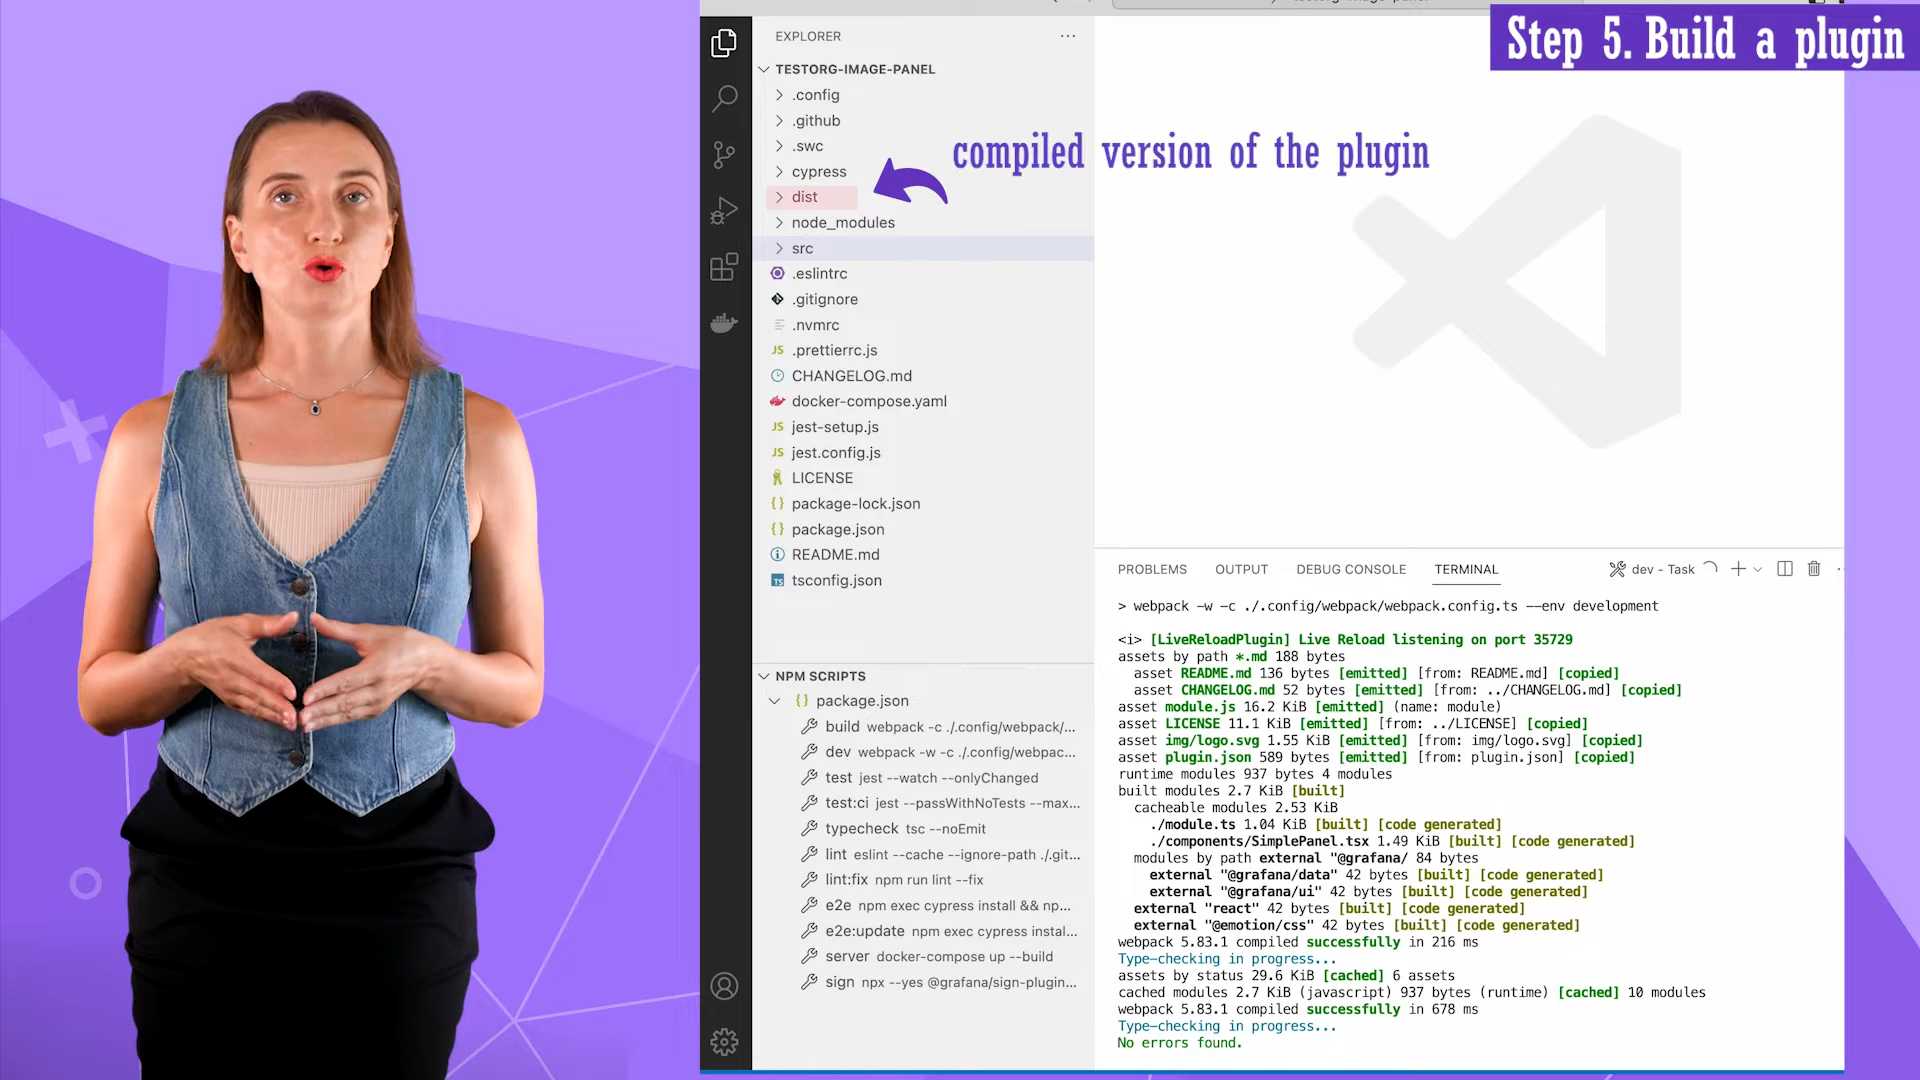 Step 5. Build a plugin
EXPLORER
TESTORG-IMAGE-PANEL
.config
.github
.swc
cypress
dist
node_modules
src
.eslintrc
.gitignore
.nvmrc
JS .prettierrc.js
CHANGELOG.md
docker-compose.yaml
JS jest-setup.js
JS jest.config.js
LICENSE
{} package-lock.json
{} package.json
README.md
TS tsconfig.json
compiled version of the plugin
NPM SCRIPTS
{} package.json
build webpack -c ./.config/webpack/...
dev webpack -w -c ./.config/webpac...
test jest --watch --onlyChanged
test:ci jest --passWithNoTests --max...
typecheck tsc --noEmit
lint eslint --cache --ignore-path ./.git...
lint:fix npm run lint --fix
e2e npm exec cypress install && np...
e2e:update npm exec cypress instal...
server docker-compose up --build
sign npx --yes @grafana/sign-plugin...
PROBLEMS OUTPUT DEBUG CONSOLE TERMINAL dev - Task
> webpack -w -c ./.config/webpack/webpack.config.ts --env development
<i> [LiveReloadPlugin] Live Reload listening on port 35729
assets by path *.md 188 bytes
asset README.md 136 bytes [emitted] [from: README.md] [copied]
asset CHANGELOG.md 52 bytes [emitted] [from: ../CHANGELOG.md] [copied]
asset module.js 16.2 KiB [emitted] (name: module)
asset LICENSE 11.1 KiB [emitted] [from: ../LICENSE] [copied]
asset img/logo.svg 1.55 KiB [emitted] [from: img/logo.svg] [copied]
asset plugin.json 589 bytes [emitted] [from: plugin.json] [copied]
runtime modules 937 bytes 4 modules
built modules 2.7 KiB [built]
cacheable modules 2.53 KiB
./module.ts 1.04 KiB [built] [code generated]
./components/SimplePanel.tsx 1.49 KiB [built] [code generated]
modules by path external "@grafana/ 84 bytes
external "@grafana/data" 42 bytes [built] [code generated]
external "@grafana/ui" 42 bytes [built] [code generated]
external "react" 42 bytes [built] [code generated]
external "@emotion/css" 42 bytes [built] [code generated]
webpack 5.83.1 compiled successfully in 216 ms
Type-checking in progress...
assets by status 29.6 KiB [cached] 6 assets
cached modules 2.7 KiB (javascript) 937 bytes (runtime) [cached] 10 modules
webpack 5.83.1 compiled successfully in 678 ms
Type-checking in progress...
No errors found.